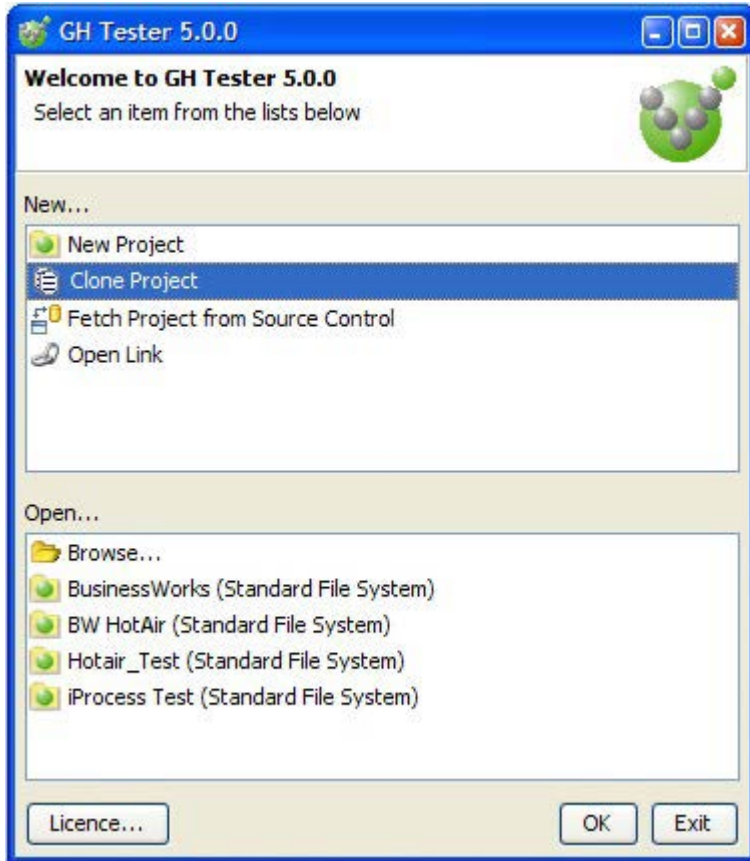 GH Tester 5.0.0
Welcome to GH Tester 5.0.0
Select an item from the lists below
New...
New Project
Clone Project
Fetch Project from Source Control
Open Link
Open...
Browse...
BusinessWorks (Standard File System)
BW HotAir (Standard File System)
Hotair_Test (Standard File System)
iProcess Test (Standard File System)
Licence... OK Exit